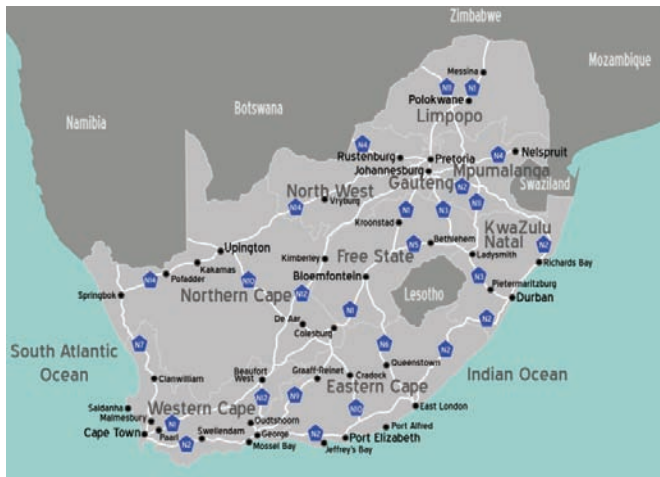 Zimbabwe
Mozambique
Messina
N11
N1
Polokwane
Limpopo
Botswana
Namibia
N4
Rustenburg
Pretoria
N4
Nelspruit
Johannesburg
Mpumalanga
Gauteng
N2
Swaziland
North West
N14
Vryburg
N1
N3
N11
Kroonstad
KwaZulu
Natal
N5
Bethlehem
N2
Upington
Kimberley
Free State
Ladysmith
Richards Bay
Kakamas
Pofadder
N14
N10
Bloemfontein
N3
Pietermaritzburg
Springbok
Northern Cape
N12
Lesotho
Durban
N1
N2
De Aar
Colesburg
South Atlantic
Ocean
N7
N6
N2
Queenstown
Indian Ocean
Clanwilliam
Beaufort
West
Graaff-Reinet
Cradock
Eastern Cape
Saldanha
Malmesbury
Western Cape
N12
N9
N10
East London
N1
Oudtshoorn
Port Alfred
Cape Town
Paarl
N2
Swellendam
George
N2
Port Elizabeth
Mossel Bay
Jeffrey's Bay